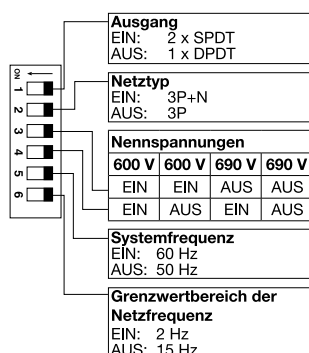 Ausgang
EIN: 2 x SPDT
AUS: 1 x DPDT
ON
1
2
3
4
5
6
Netztyp
EIN: 3P+N
AUS: 3P
Nennspannungen
600 V 600 V 690 V 690 V
EIN EIN AUS AUS
EIN AUS EIN AUS
Systemfrequenz
EIN: 60 Hz
AUS: 50 Hz
Grenzwertbereich der
Netzfrequenz
EIN: 2 Hz
AUS: 15 Hz